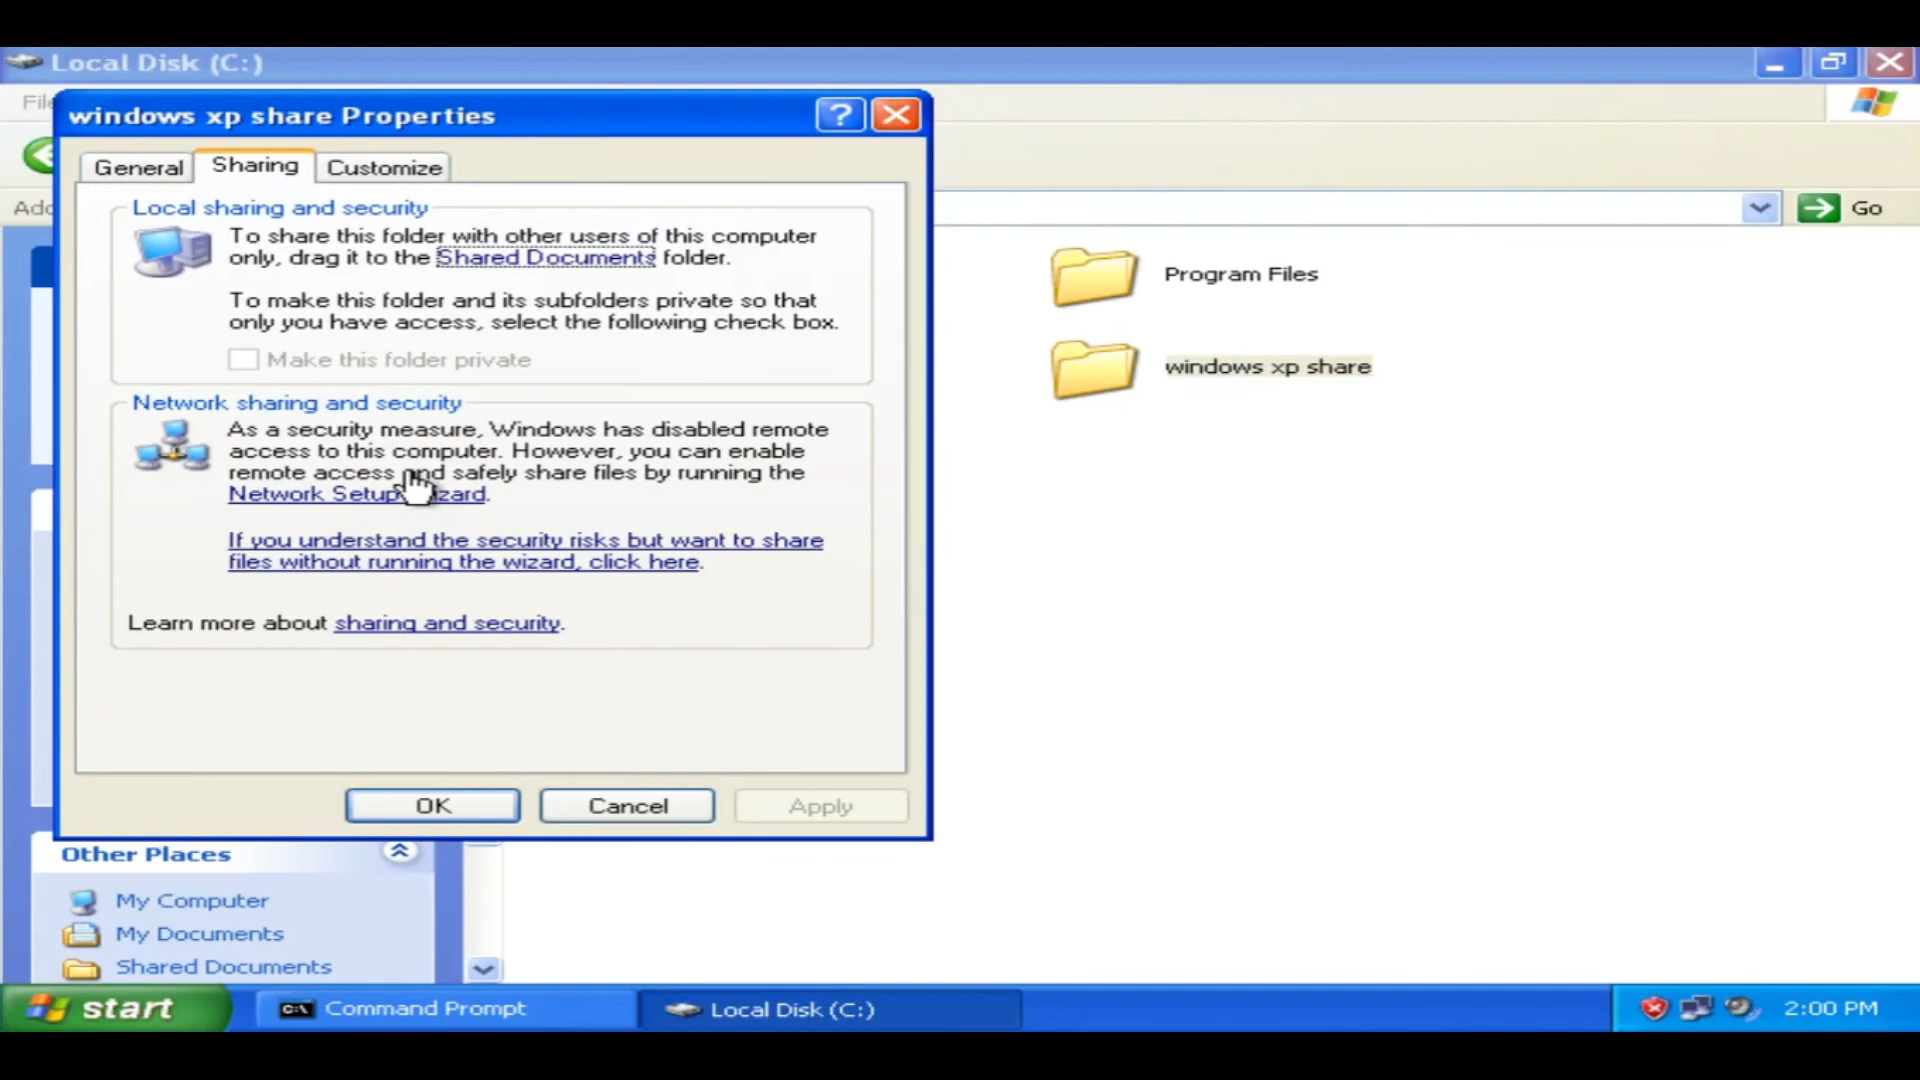 Local Disk (C:)
File
windows xp share Properties
General
Sharing
Customize
Local sharing and security
To share this folder with other users of this computer
only, drag it to the Shared Documents folder.
To make this folder and its subfolders private so that
only you have access, select the following check box.
Make this folder private
Network sharing and security
As a security measure, Windows has disabled remote
access to this computer. However, you can enable
remote access and safely share files by running the
Network Setup Wizard.
If you understand the security risks but want to share
files without running the wizard, click here.
Learn more about sharing and security.
OK
Cancel
Apply
Go
Program Files
windows xp share
Other Places
My Computer
My Documents
Shared Documents
start
C:\
Command Prompt
Local Disk (C:)
2:00 PM